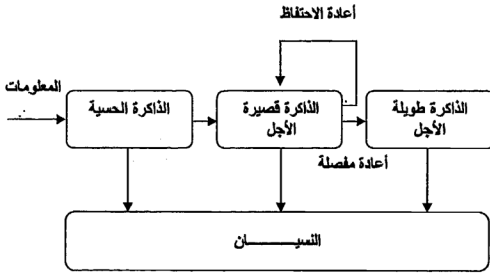 أعادة الاحتفاظ
المعلومات
الذاكرة الحسية
الذاكرة قصيرة
الأجل
الذاكرة طويلة
الأجل
أعادة مفصلة
النسيـــــــان